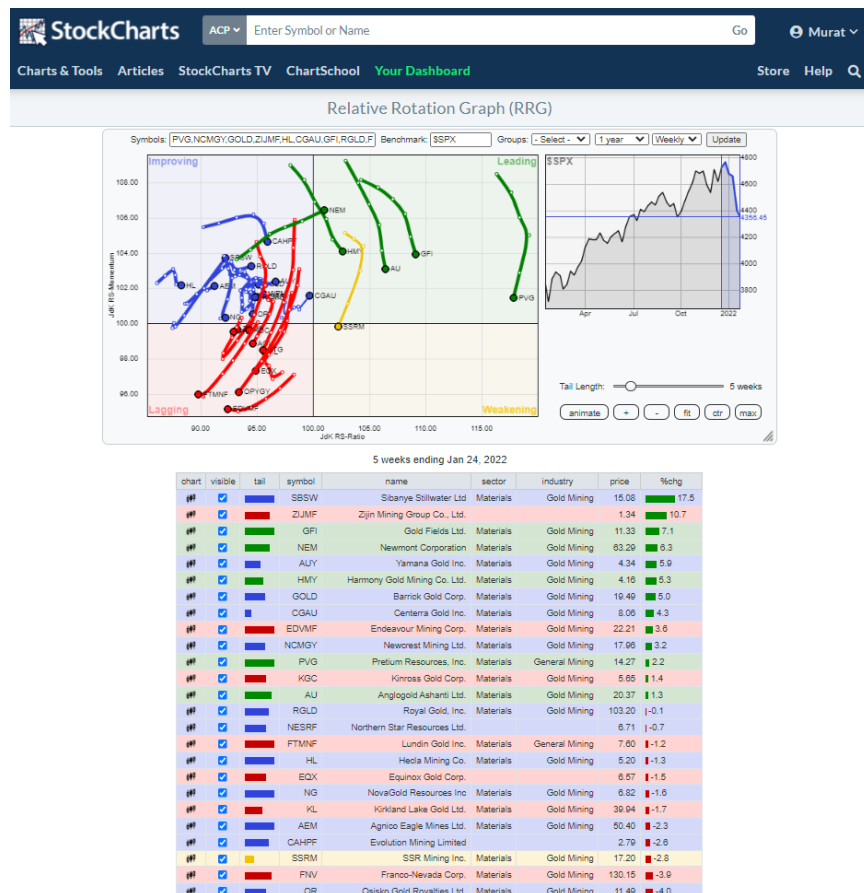 StockCharts ACP Enter Symbol or Name Go Murat
Charts & Tools Articles StockCharts TV ChartSchool Your Dashboard Store Help
Relative Rotation Graph (RRG)
Symbols: PVG,NCMGY,GOLD,ZIJMF,HL,CGAU,GFI,RGLD,F Benchmark: $SPX Groups: - Select - 1 year Weekly Update
Improving Leading $SPX 4800
108.00
4600
NEM
106.00
4356.46
CAHPF 4200
104.00 SBSW HMY GFI
RGLD AU 4000
HL AEM
102.00 CGAU PVG 3800
JdK RS-Momentum
NG OR
100.00 SSRM Apr Jul Oct 2022
98.00
EQX
Tail Length: 5 weeks
96.00 FTMNF OPYGY
EDVMF animate + - fit ctr max
Lagging Weakening
90.00 95.00 100.00 105.00 110.00 115.00
JdK RS-Ratio
5 weeks ending Jan 24, 2022
chart visible tail symbol name sector industry price %chg
SBSW Sibanye Stillwater Ltd Materials Gold Mining 15.08 17.5
ZIJMF Zijin Mining Group Co., Ltd. 1.34 10.7
GFI Gold Fields Ltd. Materials Gold Mining 11.33 7.1
NEM Newmont Corporation Materials Gold Mining 63.29 6.3
AUY Yamana Gold Inc. Materials Gold Mining 4.34 5.9
HMY Harmony Gold Mining Co. Ltd. Materials Gold Mining 4.16 5.3
GOLD Barrick Gold Corp. Materials Gold Mining 19.49 5.0
CGAU Centerra Gold Inc. Materials Gold Mining 8.06 4.3
EDVMF Endeavour Mining Corp. Materials Gold Mining 22.21 3.6
NCMGY Newcrest Mining Ltd. Materials Gold Mining 17.96 3.2
PVG Pretium Resources, Inc. Materials General Mining 14.27 2.2
KGC Kinross Gold Corp. Materials Gold Mining 5.65 1.4
AU Anglogold Ashanti Ltd. Materials Gold Mining 20.37 1.3
RGLD Royal Gold, Inc. Materials Gold Mining 103.20 -0.1
NESRF Northern Star Resources Ltd. 6.71 -0.7
FTMNF Lundin Gold Inc. Materials General Mining 7.60 -1.2
HL Hecla Mining Co. Materials Gold Mining 5.20 -1.3
EQX Equinox Gold Corp. 6.57 -1.5
NG NovaGold Resources Inc Materials Gold Mining 6.82 -1.6
KL Kirkland Lake Gold Ltd. Materials Gold Mining 39.94 -1.7
AEM Agnico Eagle Mines Ltd. Materials Gold Mining 50.40 -2.3
CAHPF Evolution Mining Limited 2.79 -2.6
SSRM SSR Mining Inc. Materials Gold Mining 17.20 -2.8
FNV Franco-Nevada Corp. Materials Gold Mining 130.15 -3.9
OR Osisko Gold Royalties Ltd Materials Gold Mining 11.49 -4.0